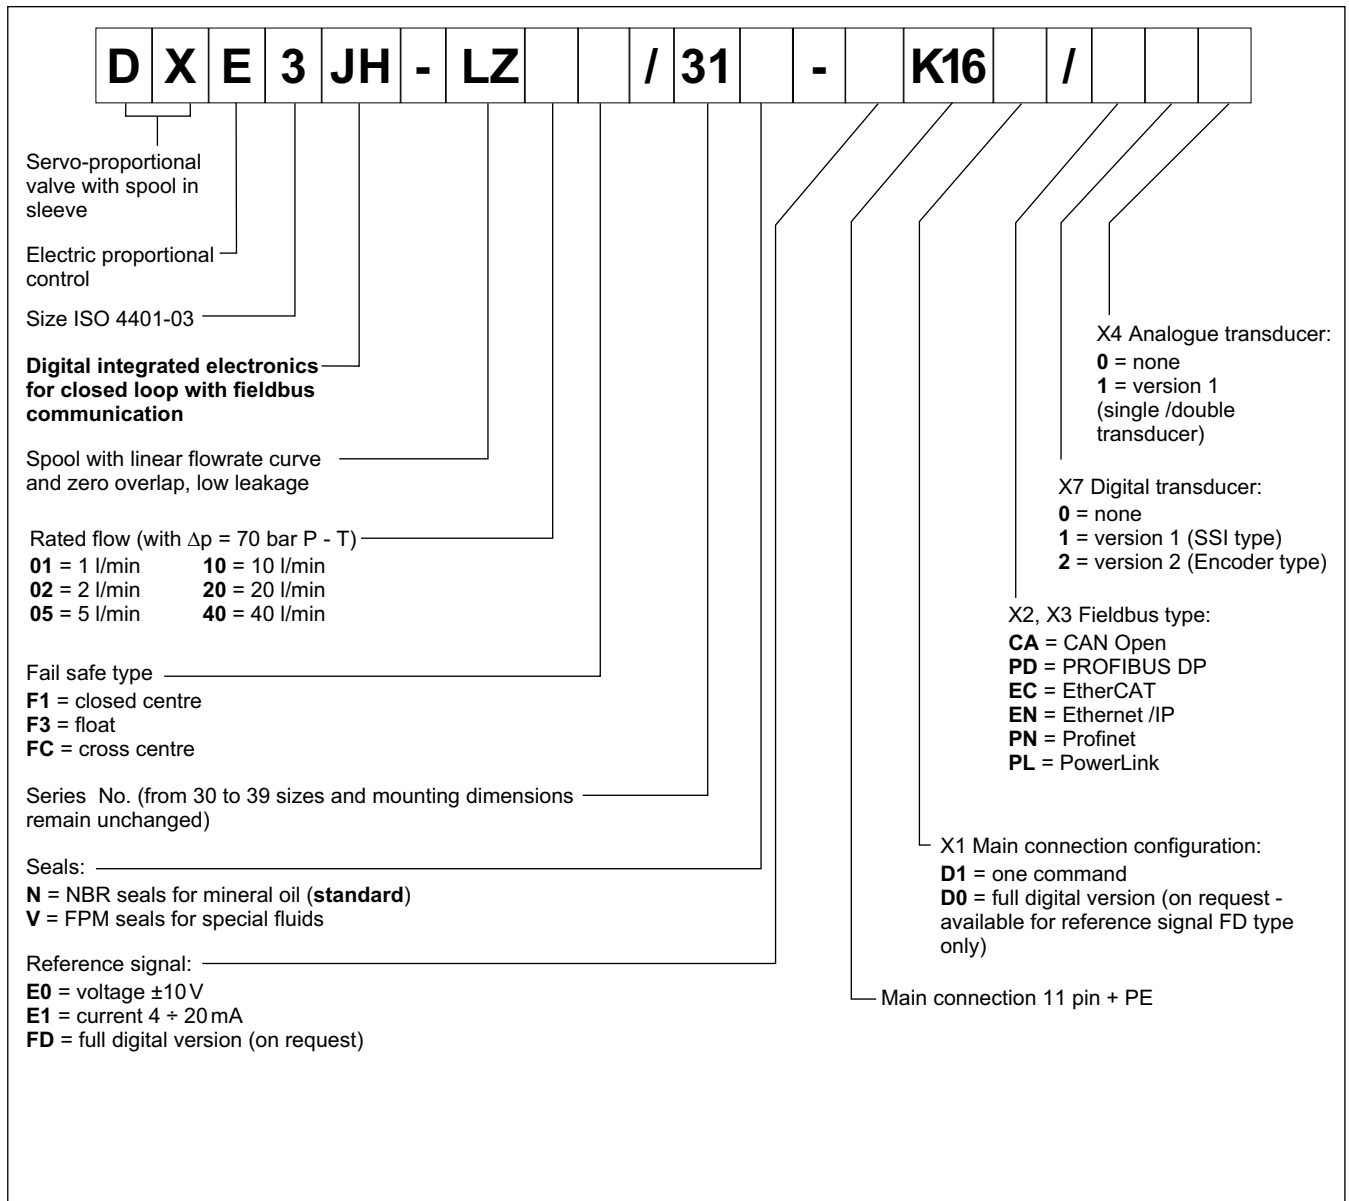 D X E 3 JH - LZ / 31 - K16 /
Servo-proportional
valve with spool in
sleeve
Electric proportional
control
Size ISO 4401-03
Digital integrated electronics
for closed loop with fieldbus
communication
Spool with linear flowrate curve
and zero overlap, low leakage
Rated flow (with Δp = 70 bar P - T)
01 = 1 l/min 10 = 10 l/min
02 = 2 l/min 20 = 20 l/min
05 = 5 l/min 40 = 40 l/min
Fail safe type
F1 = closed centre
F3 = float
FC = cross centre
Series No. (from 30 to 39 sizes and mounting dimensions
remain unchanged)
Seals:
N = NBR seals for mineral oil (standard)
V = FPM seals for special fluids
Reference signal:
E0 = voltage ±10 V
E1 = current 4 ÷ 20 mA
FD = full digital version (on request)
X4 Analogue transducer:
0 = none
1 = version 1
(single /double
transducer)
X7 Digital transducer:
0 = none
1 = version 1 (SSI type)
2 = version 2 (Encoder type)
X2, X3 Fieldbus type:
CA = CAN Open
PD = PROFIBUS DP
EC = EtherCAT
EN = Ethernet /IP
PN = Profinet
PL = PowerLink
X1 Main connection configuration:
D1 = one command
D0 = full digital version (on request -
available for reference signal FD type
only)
Main connection 11 pin + PE